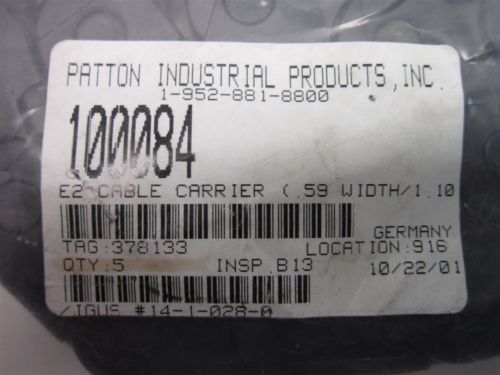 PATTON INDUSTRIAL PRODUCTS,INC.
1-952-881-8800
100084
E2 CABLE CARRIER (.59 WIDTH/1.10
GERMANY
TAG:378133 LOCATION:916
QTY:5 INSP.B13 10/22/01
/IGUS #14-1-028-0